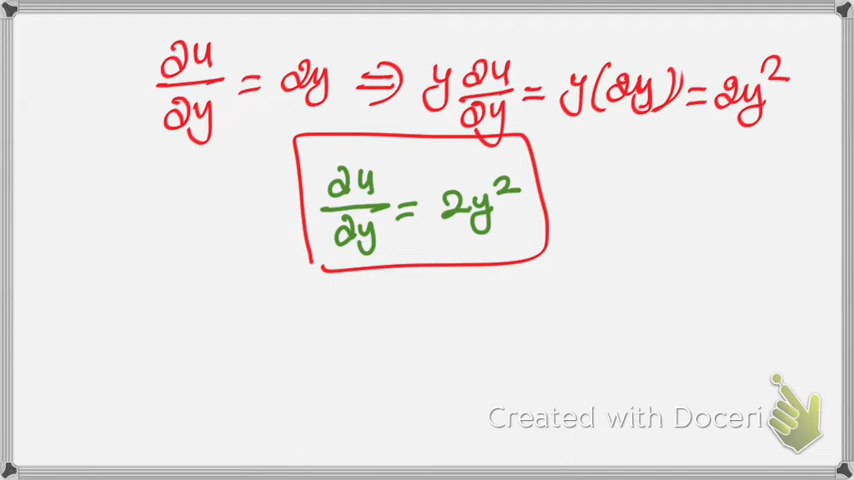 ∂u/∂y = 2y ⇒ y ∂u/∂y = y(2y) = 2y²
∂u/∂y = 2y²
Created with Doceri